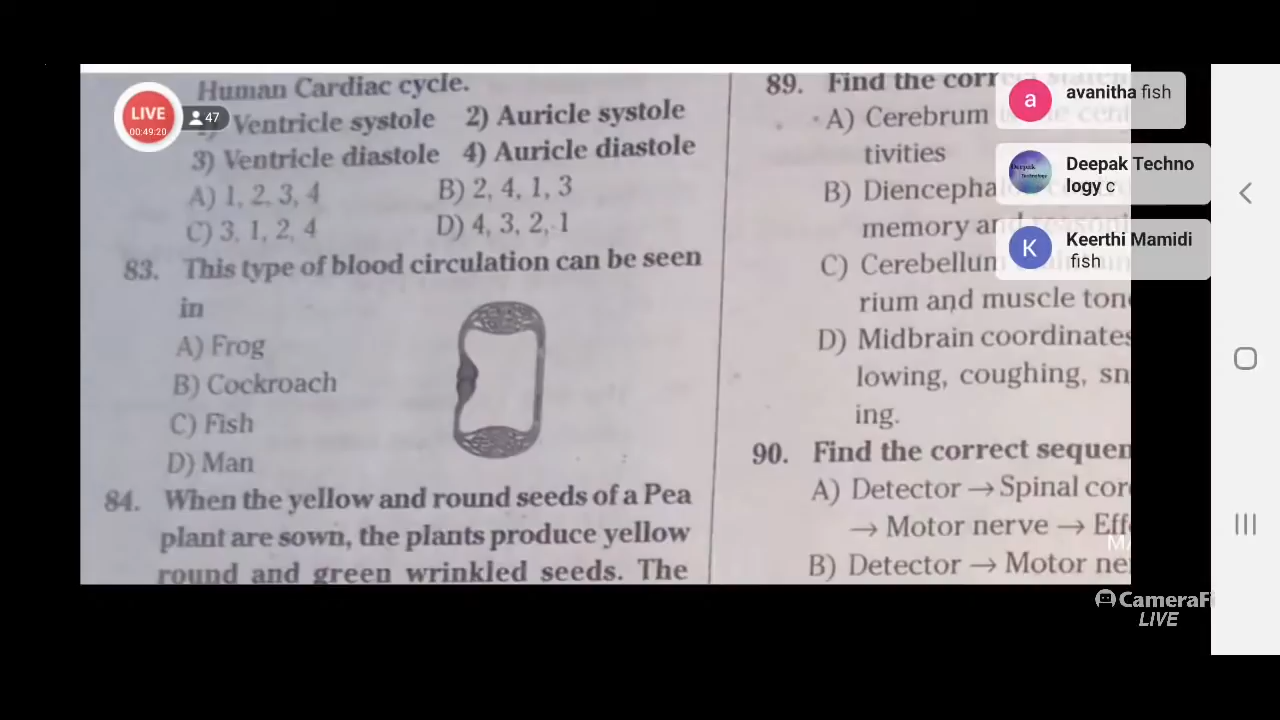 Human Cardiac cycle.
Ventricle systole 2) Auricle systole
3) Ventricle diastole 4) Auricle diastole
A) 1, 2, 3, 4 B) 2, 4, 1, 3
C) 3, 1, 2, 4 D) 4, 3, 2, 1
83. This type of blood circulation can be seen
in
A) Frog
B) Cockroach
C) Fish
D) Man
84. When the yellow and round seeds of a Pea
plant are sown, the plants produce yellow
round and green wrinkled seeds. The
89. Find the correct
A) Cerebrum
tivities
B) Diencepha
memory and
C) Cerebellum
rium and muscle ton
D) Midbrain coordinates
lowing, coughing, sn
ing.
90. Find the correct sequen
A) Detector → Spinal cor
→ Motor nerve → Eff
B) Detector → Motor ne
LIVE
00:49:20
47
a
avanitha fish
Deepak Technology
Deepak Techno
logy c
K
Keerthi Mamidi
fish
CameraFi
LIVE